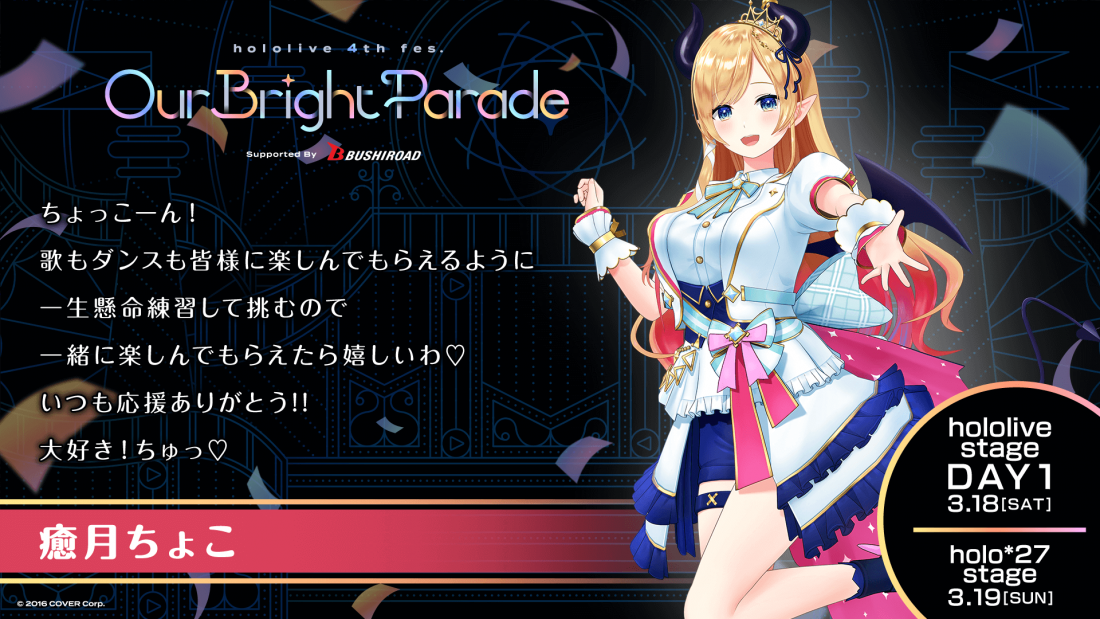 hololive 4th fes.
Our Bright Parade
Supported By BUSHIROAD
ちょっこーん！
歌もダンスも皆様に楽しんでもらえるように
一生懸命練習して挑むので
一緒に楽しんでもらえたら嬉しいわ♡
いつも応援ありがとう!!
大好き！ちゅっ♡
癒月ちょこ
© 2016 COVER Corp.
hololive
stage
DAY1
3.18[SAT]
holo*27
stage
3.19[SUN]